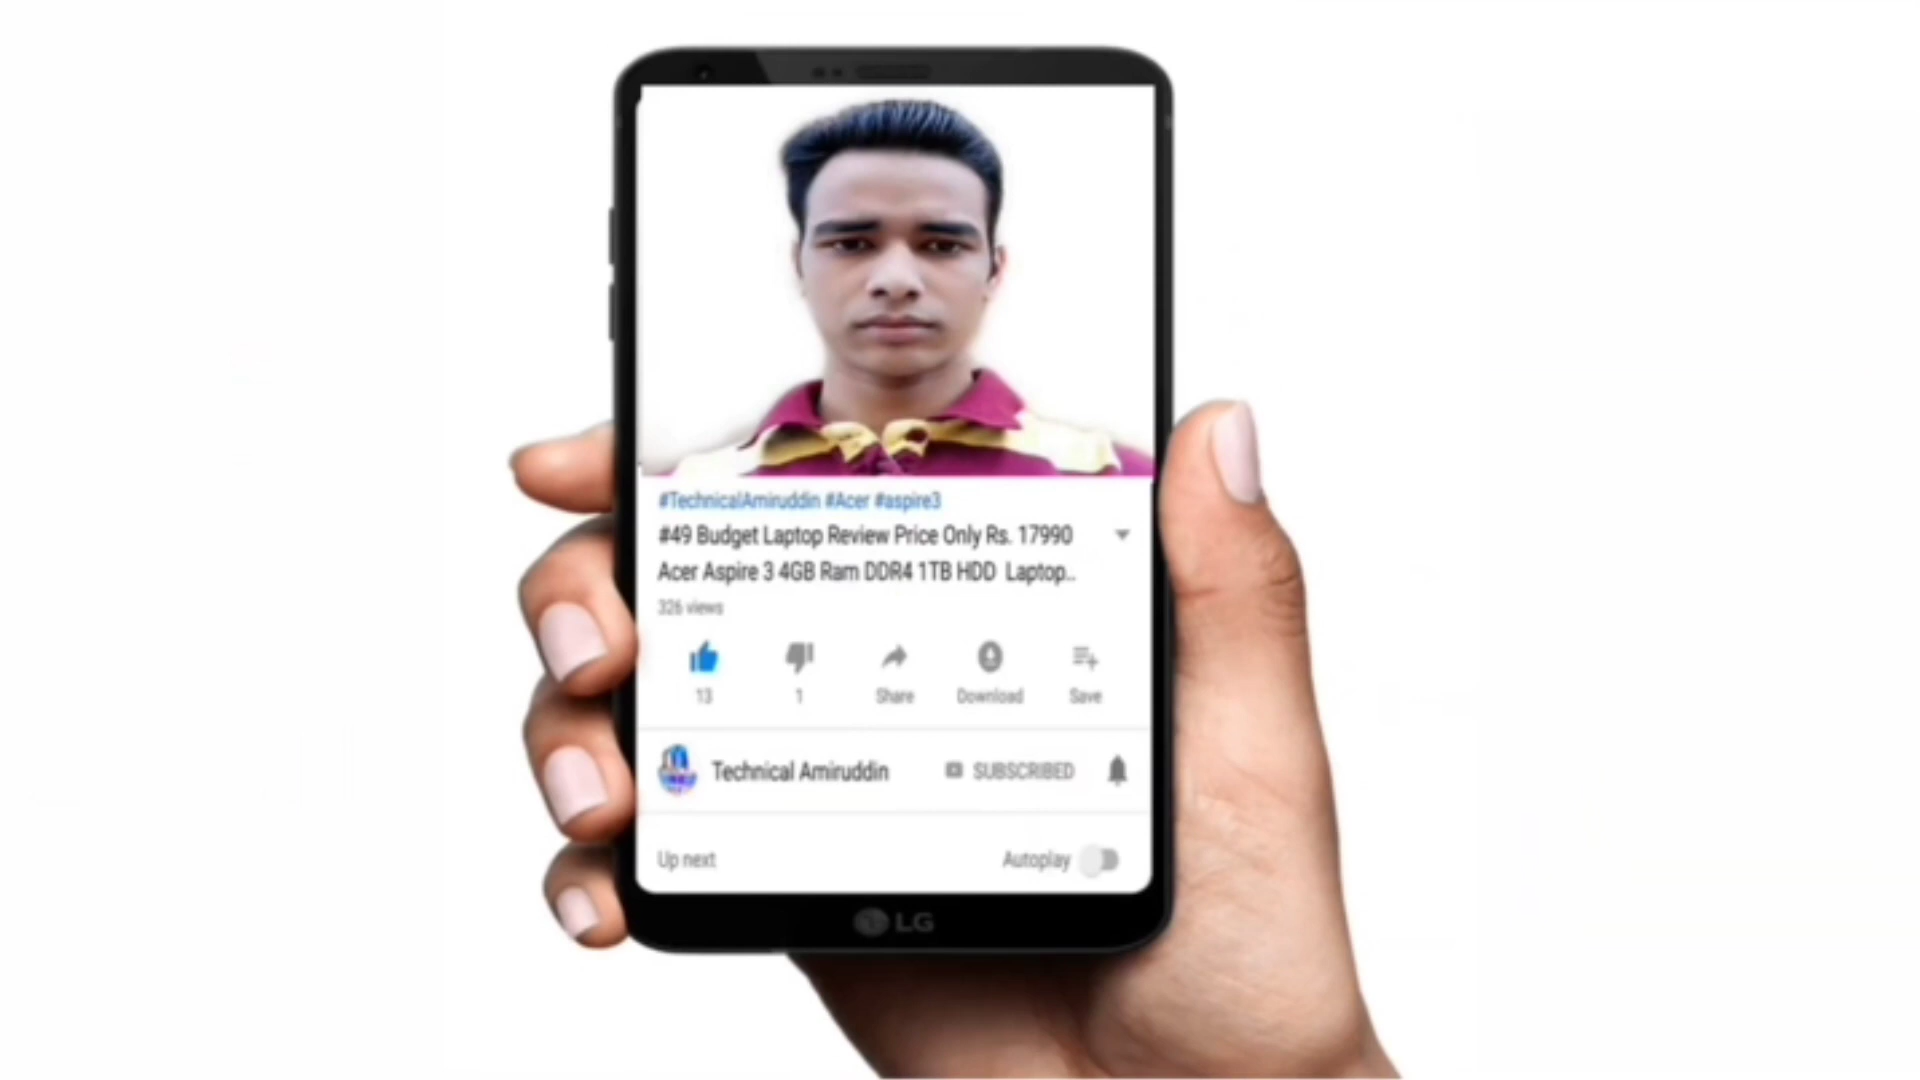 #TechnicalAmiruddin #Acer #aspire3
#49 Budget Laptop Review Price Only Rs. 17990
Acer Aspire 3 4GB Ram DDR4 1TB HDD Laptop..
326 views
13 1 Share Download Save
Technical Amiruddin SUBSCRIBED
Up next Autoplay
LG